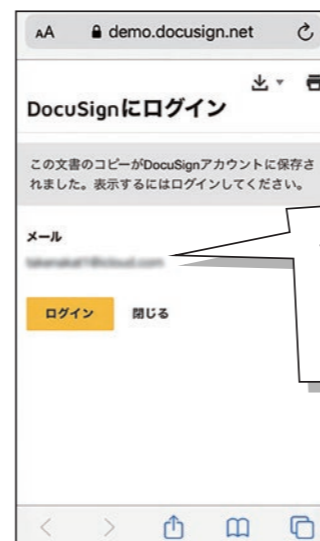 AA demo.docusign.net
DocuSignにログイン
この文書のコピーがDocuSignアカウントに保存さ
れました。表示するにはログインしてください。
メール
ログイン 閉じる